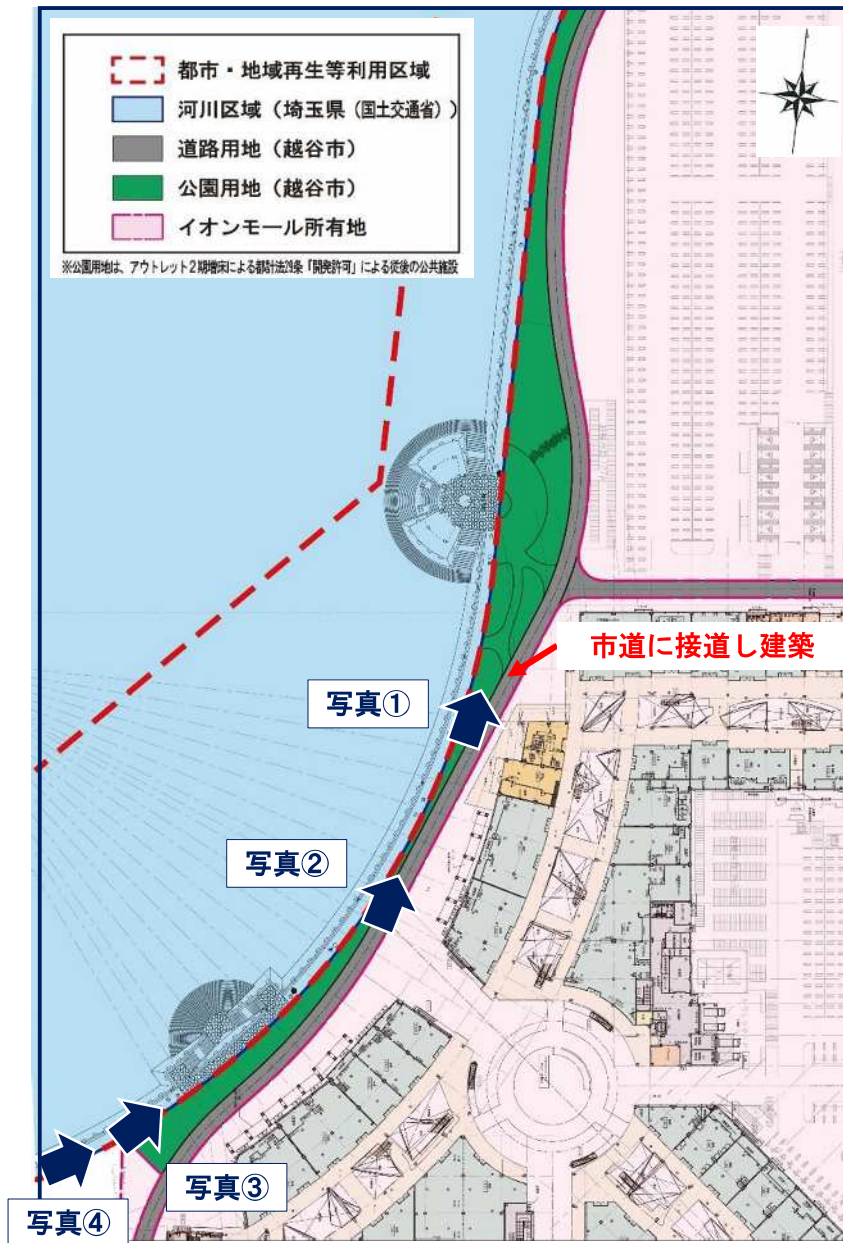 都市・地域再生等利用区域
河川区域（埼玉県（国土交通省））
道路用地（越谷市）
公園用地（越谷市）
イオンモール所有地
※公園用地は、アウトレット２期増床による都計法29条「開発許可」による従後の公共施設
市道に接道し建築
写真①
写真②
写真③
写真④